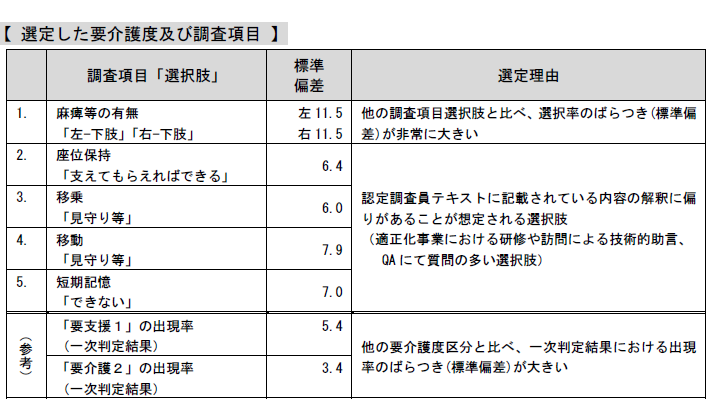 【 選定した要介護度及び調査項目 】
調査項目「選択肢」
標準
偏差
選定理由
1.
麻痺等の有無
「左−下肢」「右−下肢」
左 11.5
右 11.5
他の調査項目選択肢と比べ、選択率のばらつき(標準偏
差)が非常に大きい
2.
座位保持
「支えてもらえればできる」
6.4
3.
移乗
「見守り等」
6.0
4.
移動
「見守り等」
7.9
5.
短期記憶
「できない」
7.0
認定調査員テキストに記載されている内容の解釈に偏
りがあることが想定される選択肢
（適正化事業における研修や訪問による技術的助言、
QAにて質問の多い選択肢）
（参考）
「要支援１」の出現率
（一次判定結果）
5.4
「要介護２」の出現率
（一次判定結果）
3.4
他の要介護度区分と比べ、一次判定結果における出現
率のばらつき(標準偏差)が大きい